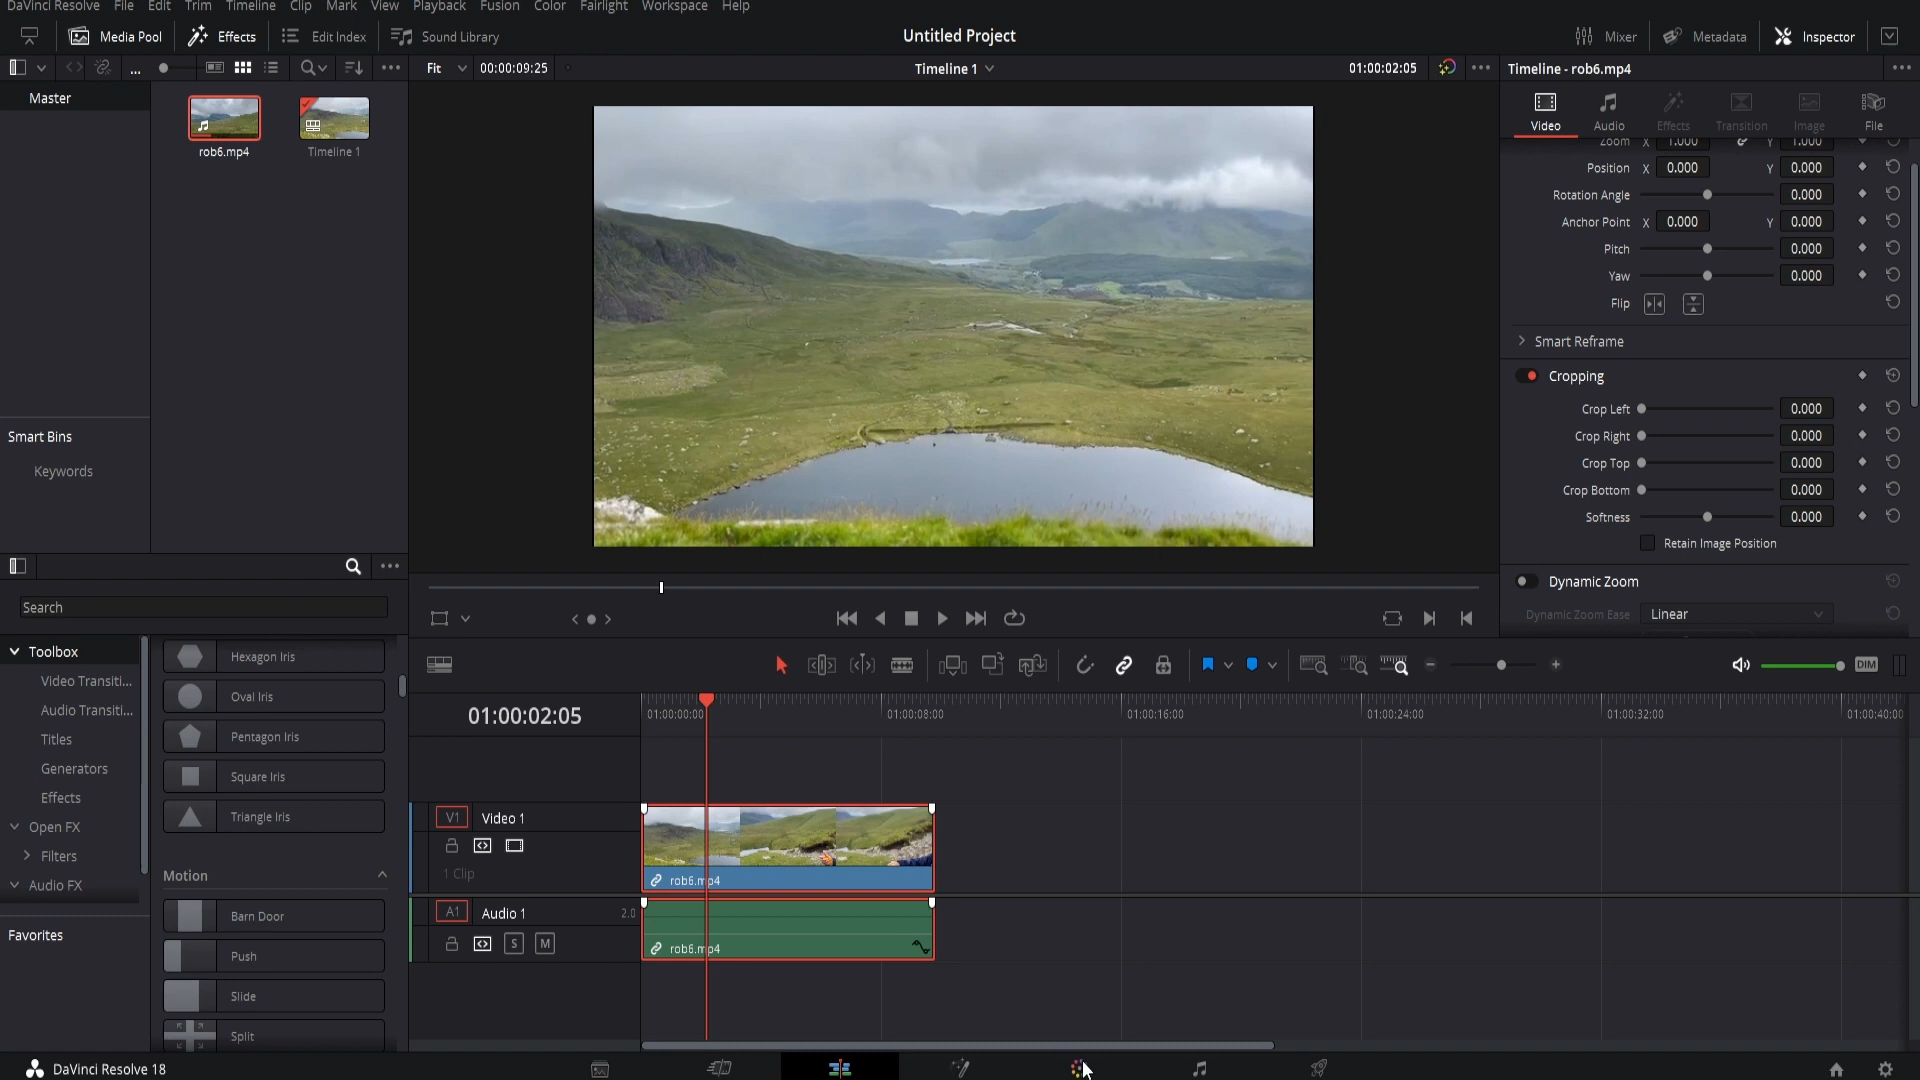 DaVinci Resolve File Edit Trim Timeline Clip Mark View Playback Fusion Color Fairlight Workspace Help
Media Pool Effects Edit Index Sound Library Untitled Project Mixer Metadata Inspector
... Fit 00:00:09:25 Timeline 1 01:00:02:05 Timeline - rob6.mp4
Master
rob6.mp4 Timeline 1
Smart Bins
Keywords
Video Audio Effects Transition Image File
Zoom X 1.000 Y 1.000
Position X 0.000 Y 0.000
Rotation Angle 0.000
Anchor Point X 0.000 Y 0.000
Pitch 0.000
Yaw 0.000
Flip
Smart Reframe
Cropping
Crop Left 0.000
Crop Right 0.000
Crop Top 0.000
Crop Bottom 0.000
Softness 0.000
Retain Image Position
Dynamic Zoom
Dynamic Zoom Ease Linear
Search
Toolbox
Video Transiti...
Audio Transiti...
Titles
Generators
Effects
Open FX
Filters
Audio FX
Favorites
Hexagon Iris
Oval Iris
Pentagon Iris
Square Iris
Triangle Iris
Motion
Barn Door
Push
Slide
Split
DIM
01:00:02:05 01:00:00:00 01:00:08:00 01:00:16:00 01:00:24:00 01:00:32:00 01:00:40:00
V1 Video 1
1 Clip
rob6.mp4
A1 Audio 1 2.0
S M
rob6.mp4
DaVinci Resolve 18